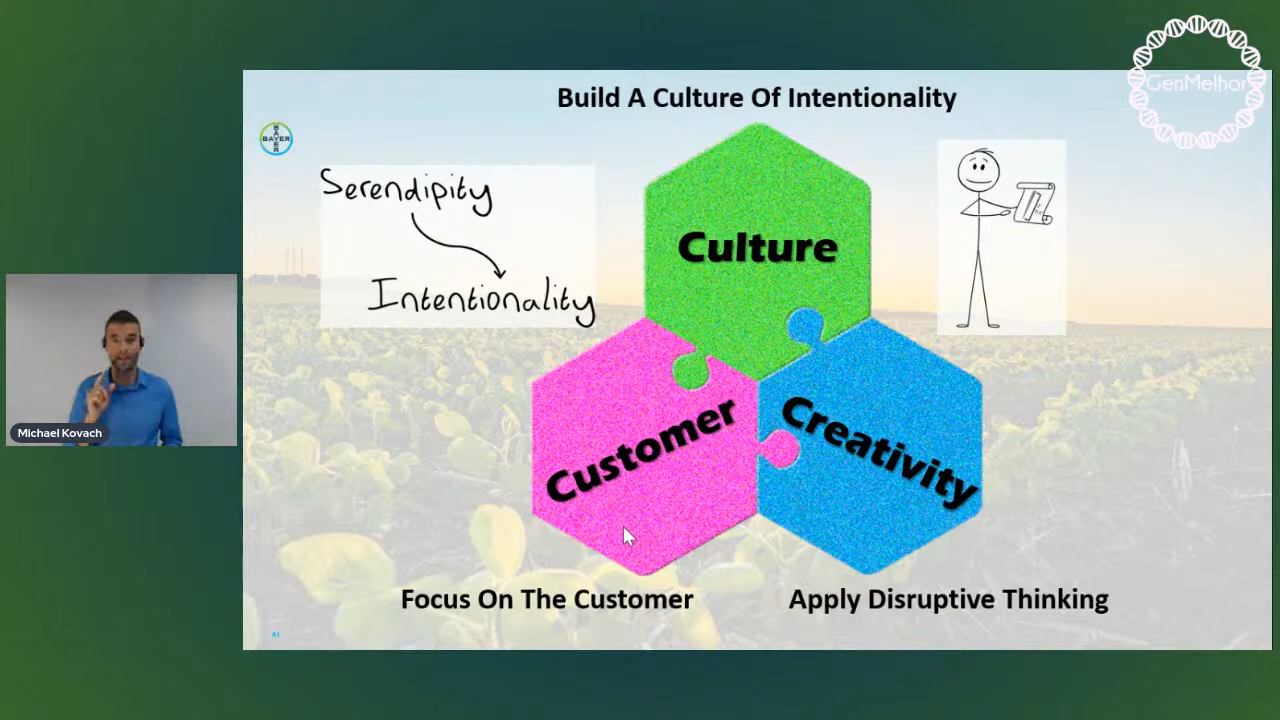 Build A Culture Of Intentionality
GenMelhor
BAYER
BAYER
Serendipity
Intentionality
Culture
Customer
Creativity
Michael Kovach
Focus On The Customer
Apply Disruptive Thinking